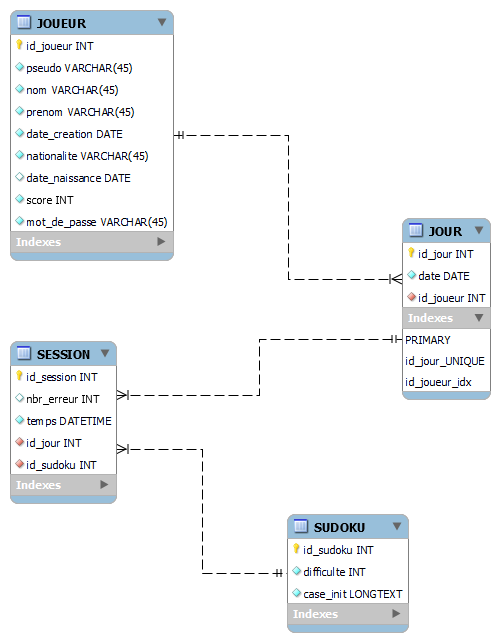 JOUEUR
id_joueur INT
pseudo VARCHAR(45)
nom VARCHAR(45)
prenom VARCHAR(45)
date_creation DATE
nationalite VARCHAR(45)
date_naissance DATE
score INT
mot_de_passe VARCHAR(45)
Indexes
JOUR
id_jour INT
date DATE
id_joueur INT
Indexes
PRIMARY
id_jour_UNIQUE
id_joueur_idx
SESSION
id_session INT
nbr_erreur INT
temps DATETIME
id_jour INT
id_sudoku INT
Indexes
SUDOKU
id_sudoku INT
difficulte INT
case_init LONGTEXT
Indexes